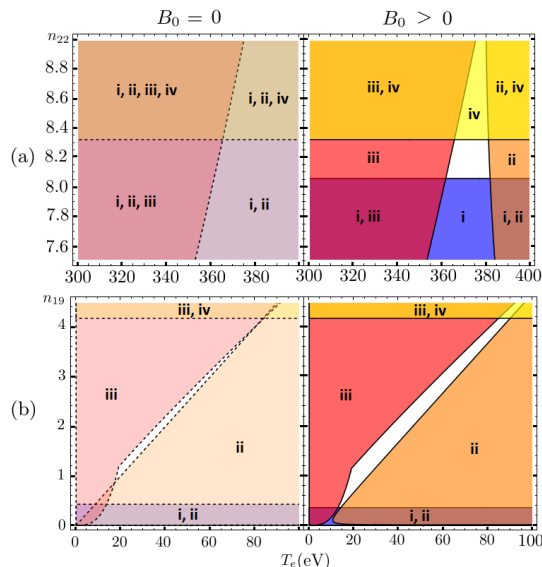 B₀ = 0 B₀ > 0
n₂₂
8.8
8.6
8.4
8.2
8.0
7.8
7.6
i, ii, iii, iv
i, ii, iv
i, ii, iii
i, ii
iii, iv
ii, iv
iv
iii
ii
i, iii
i
i, ii
(a)
300 320 340 360 380 300 320 340 360 380 400
n₁₉
4
3
2
1
0
iii, iv
iii
ii
i, ii
iii, iv
iii
ii
i, ii
(b)
0 20 40 60 80 0 20 40 60 80 100
Tₑ(eV)